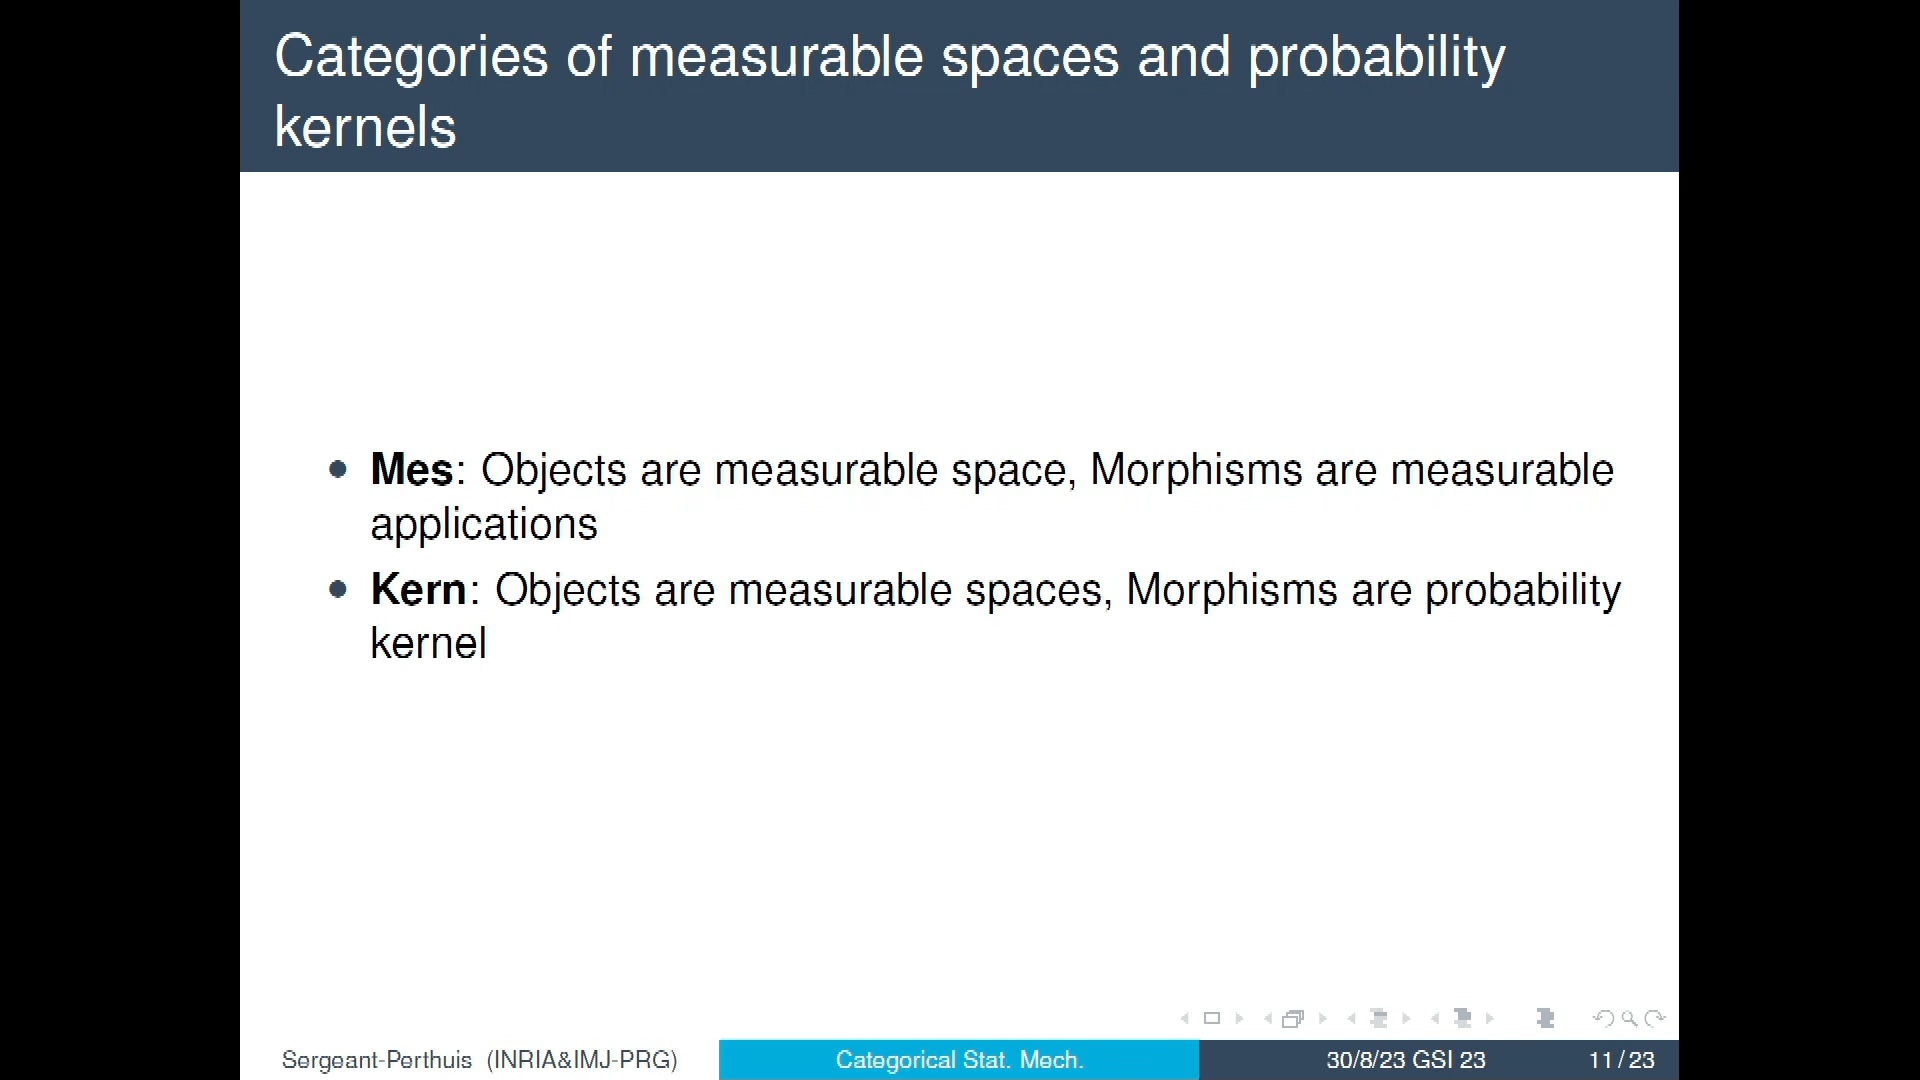 Categories of measurable spaces and probability
kernels
• Mes: Objects are measurable space, Morphisms are measurable
applications
• Kern: Objects are measurable spaces, Morphisms are probability
kernel
Sergeant-Perthuis (INRIA&IMJ-PRG) Categorical Stat. Mech. 30/8/23 GSI 23 11 / 23